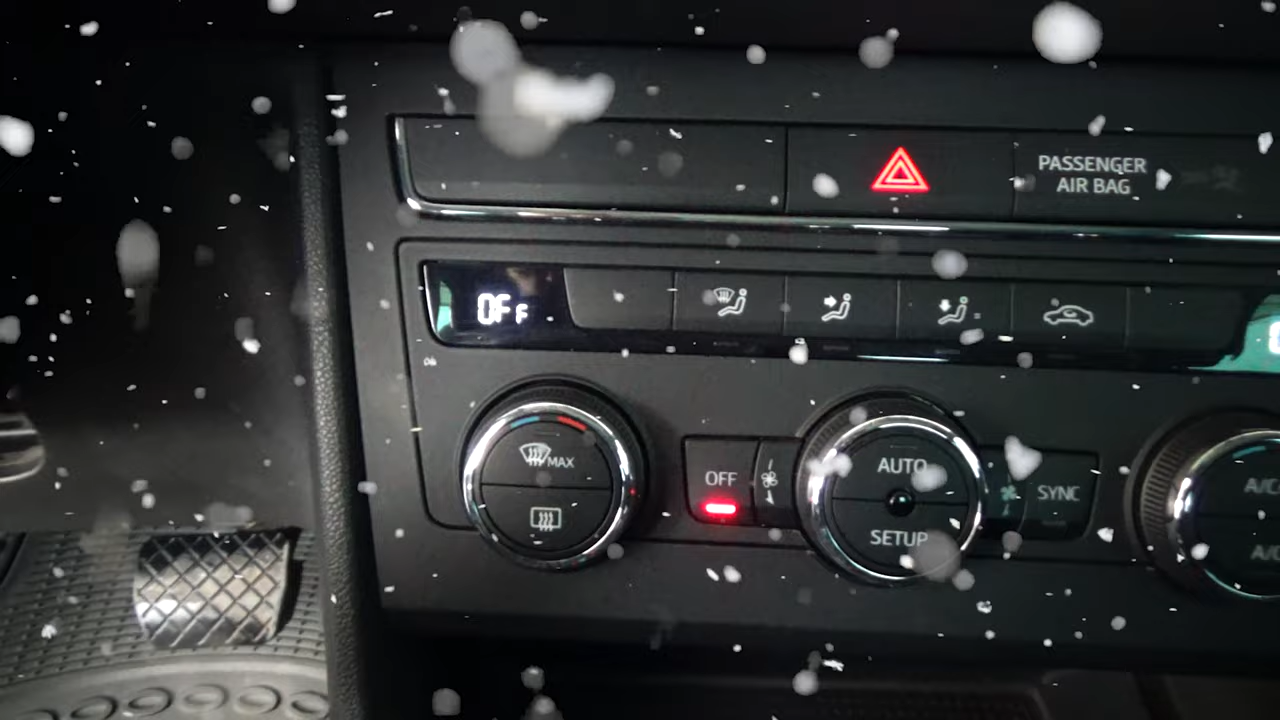 PASSENGER
AIR BAG
OFF
MAX
OFF
AUTO
SETUP
SYNC
A/C